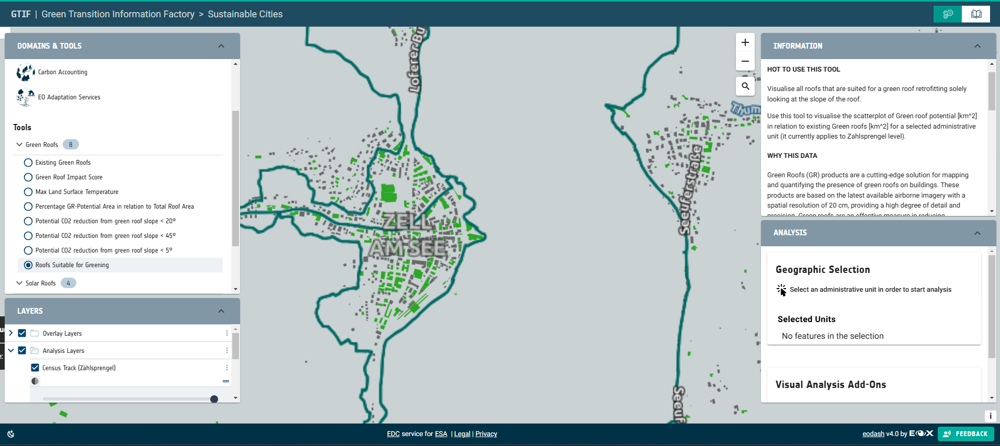 GTIF | Green Transition Information Factory > Sustainable Cities
DOMAINS & TOOLS
Carbon Accounting
EO Adaptation Services
Tools
Green Roofs 8
Existing Green Roofs
Green Roof Impact Score
Max Land Surface Temperature
Percentage GR-Potential Area in relation to Total Roof Area
Potential CO2 reduction from green roof slope < 20º
Potential CO2 reduction from green roof slope < 45º
Potential CO2 reduction from green roof slope < 5º
Roofs Suitable for Greening
Solar Roofs 4
LAYERS
Overlay Layers
Analysis Layers
Census Track (Zählsprengel)
LofererBu
ZELL
AM SEE
Thum
Seeuferstraße
Seeuf
+
−
INFORMATION
HOT TO USE THIS TOOL
Visualise all roofs that are suited for a green roof retrofitting solely
looking at the slope of the roof.
Use this tool to visualise the scatterplot of Green roof potential [km^2]
in relation to existing Green roofs [km^2] for a selected administrative
unit (it currently applies to Zahlsprengel level).
WHY THIS DATA
Green Roofs (GR) products are a cutting-edge solution for mapping
and quantifying the presence of green roofs on buildings. These
products are based on the latest available airborne imagery with a
spatial resolution of 20 cm, providing a high degree of detail and
precision. Green roofs are an effective measure in reducing
ANALYSIS
Geographic Selection
Select an administrative unit in order to start analysis
Selected Units
No features in the selection
Visual Analysis Add-Ons
i
EDC service for ESA | Legal | Privacy
eodash v4.0 by EOX
FEEDBACK